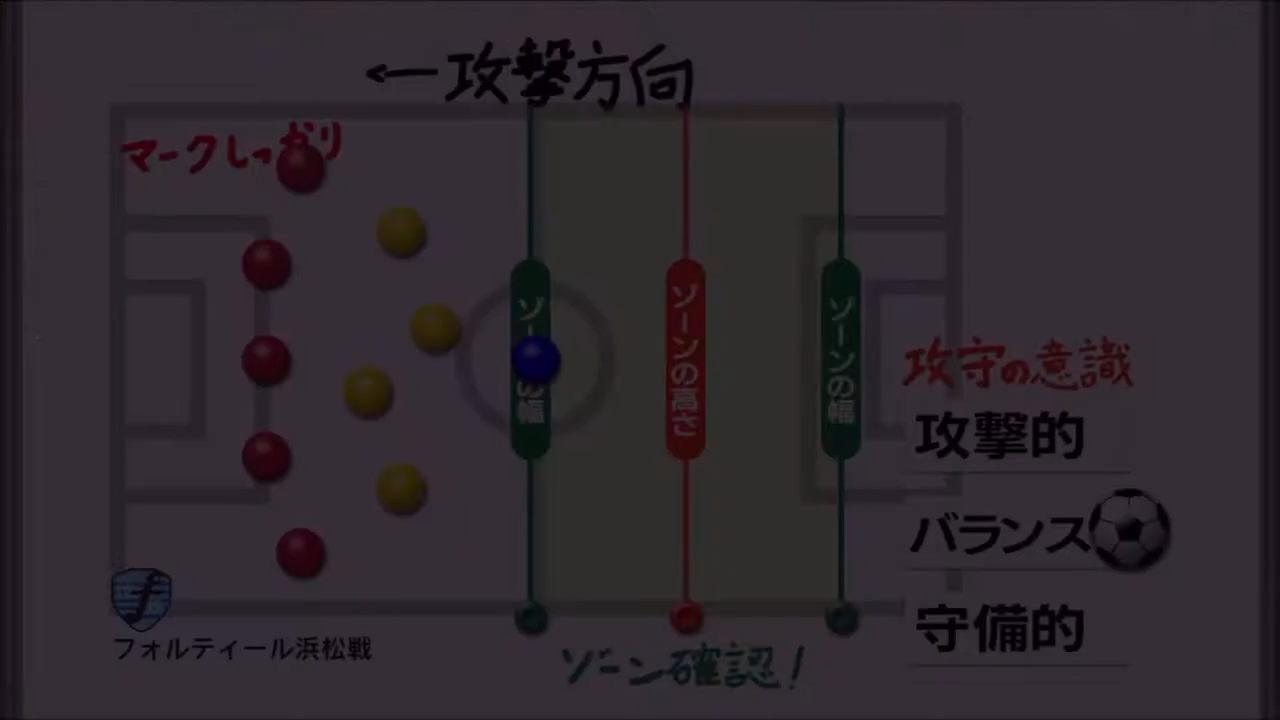 ←攻撃方向
マークしっかり
ゾーンの幅
ゾーンの高さ
ゾーンの幅
攻守の意識
攻撃的
バランス
守備的
f
フォルティール浜松戦
ゾーン確認!